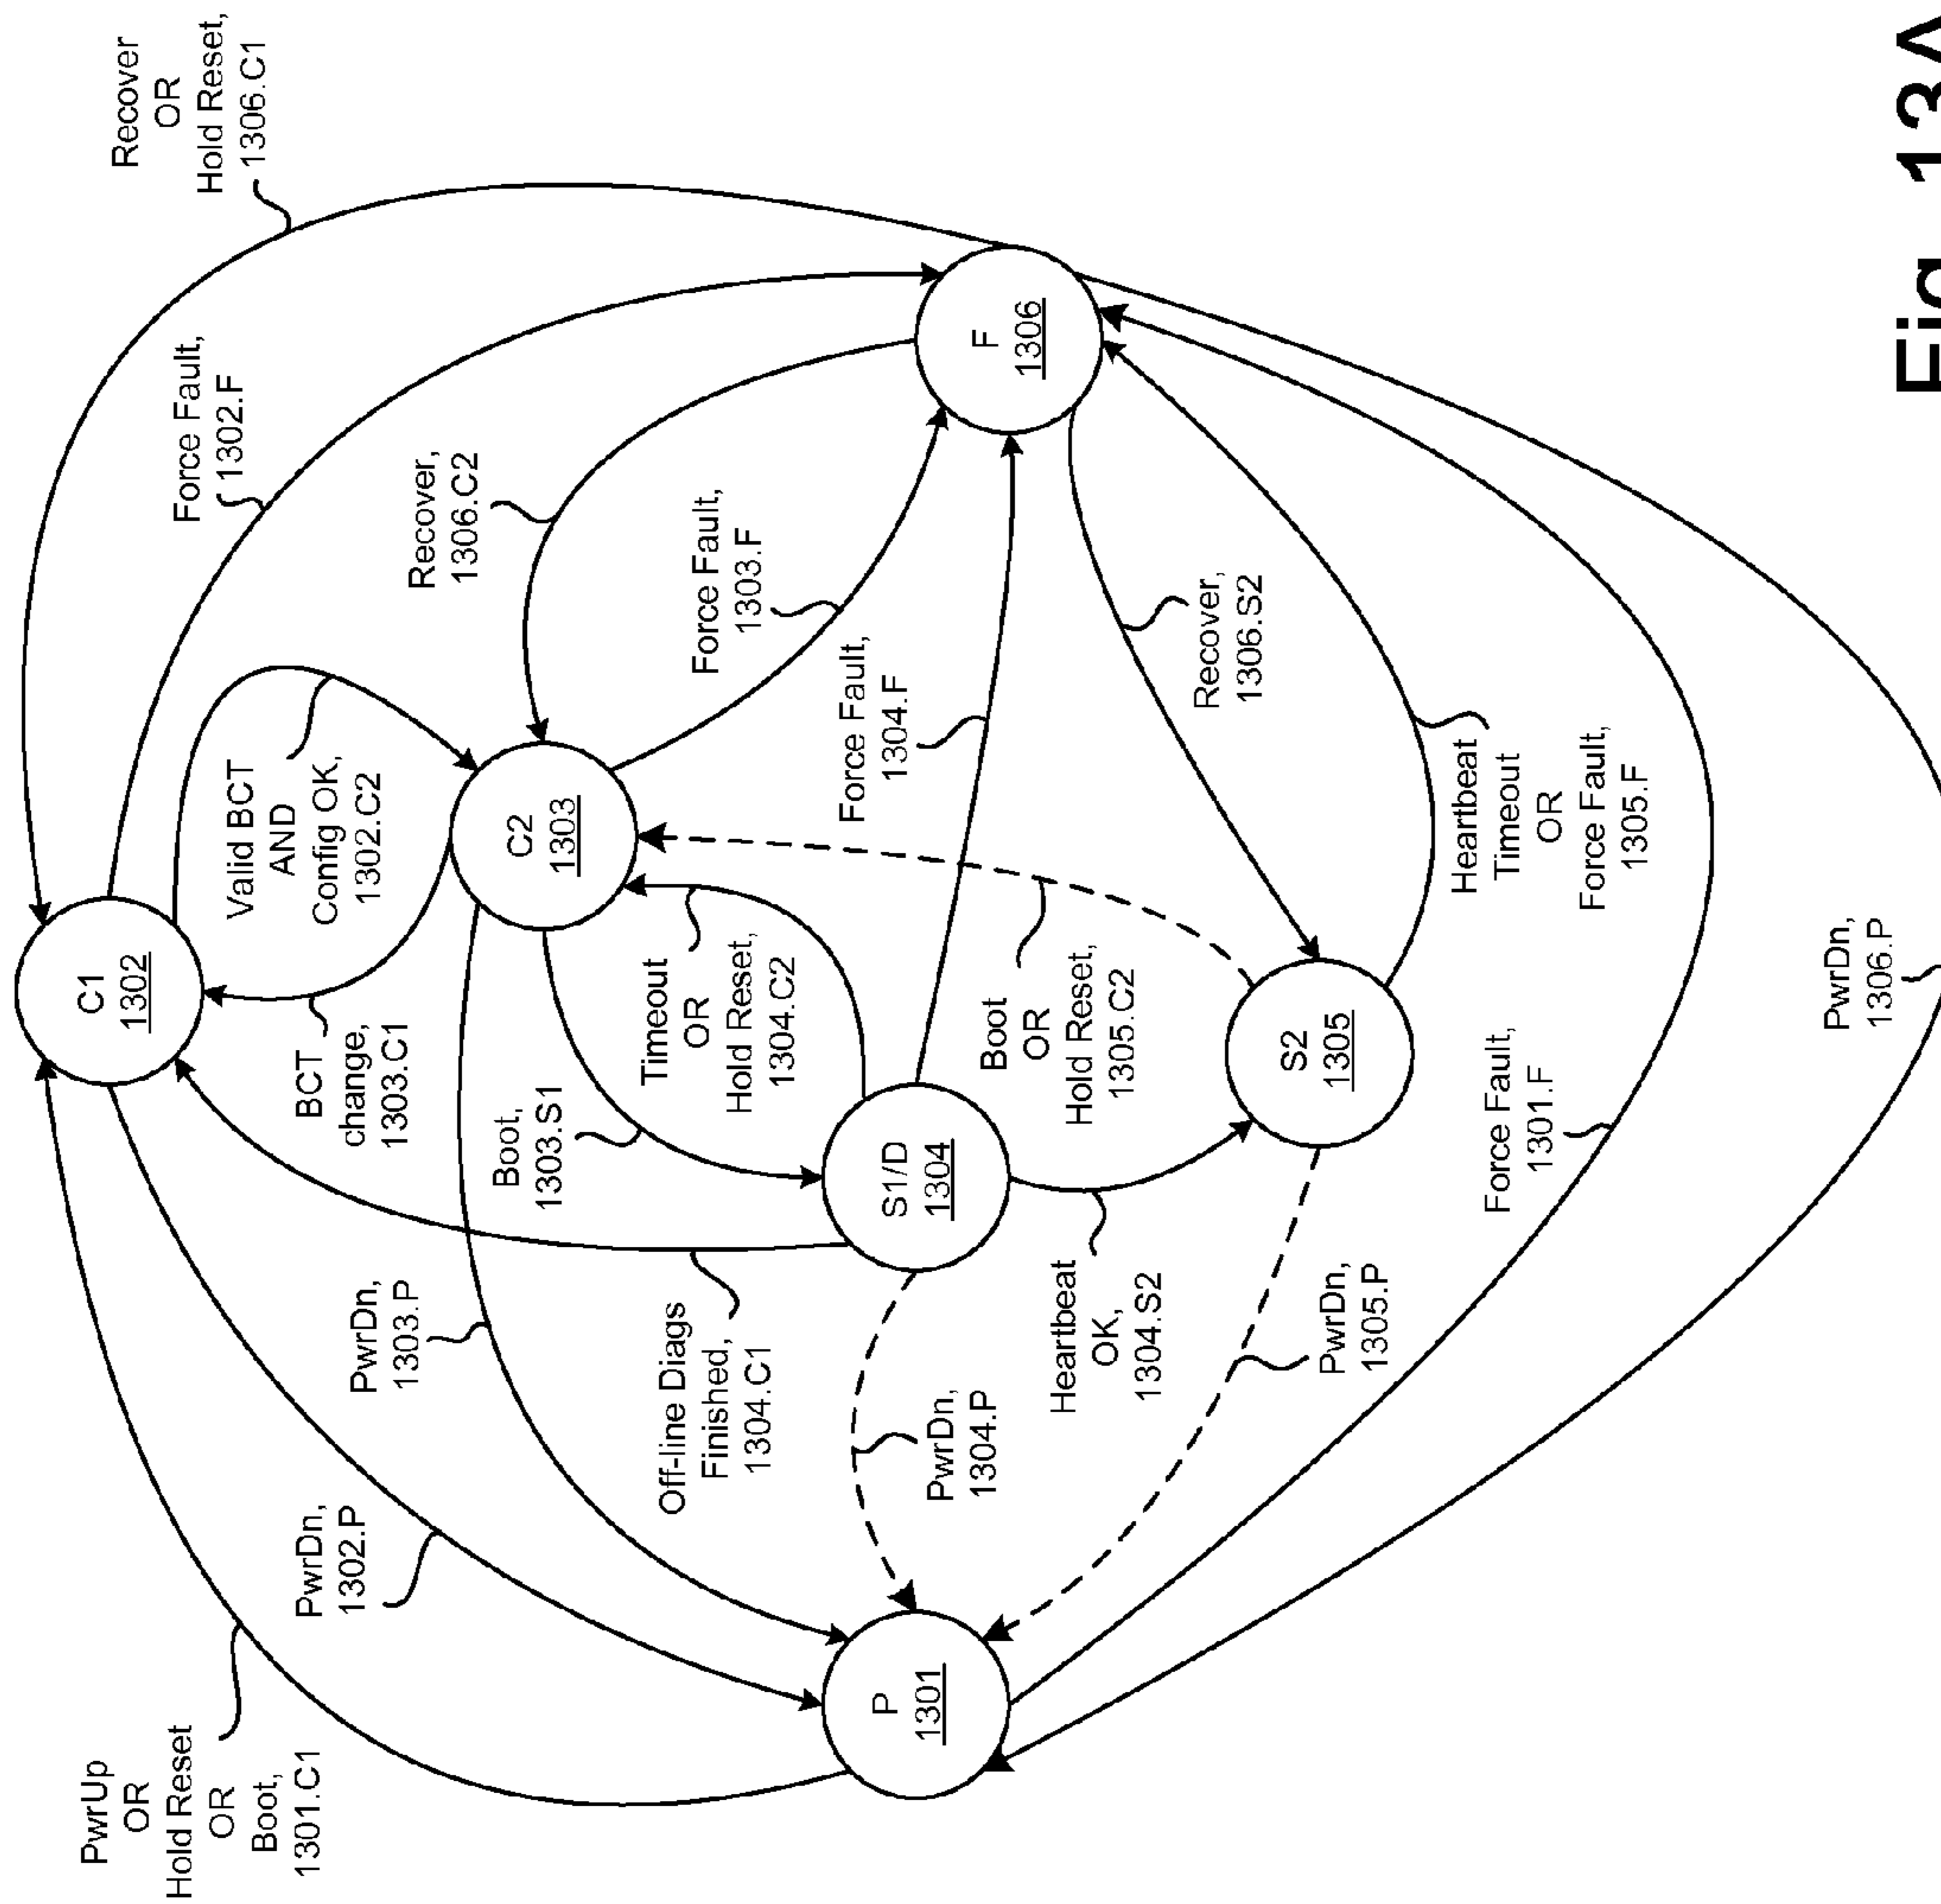 PwrUp
OR
Hold Reset
OR
Boot,
1301.C1
PwrDn,
1302.P
PwrDn,
1303.P
C1
1302
BCT
change,
1303.C1
Valid BCT
AND
Config OK,
1302.C2
Force Fault,
1302.F
Recover
OR
Hold Reset,
1306.C1
Recover,
1306.C2
Boot,
1303.S1
C2
1303
Force Fault,
1303.F
Off-line Diags
Finished,
1304.C1
Timeout
OR
Hold Reset,
1304.C2
Force Fault,
1304.F
P
1301
S1/D
1304
F
1306
PwrDn,
1304.P
Heartbeat
OK,
1304.S2
Boot
OR
Hold Reset,
1305.C2
Recover,
1306.S2
PwrDn,
1305.P
S2
1305
Heartbeat
Timeout
OR
Force Fault,
1305.F
Force Fault,
1301.F
PwrDn,
1306.P
Fig. 13A